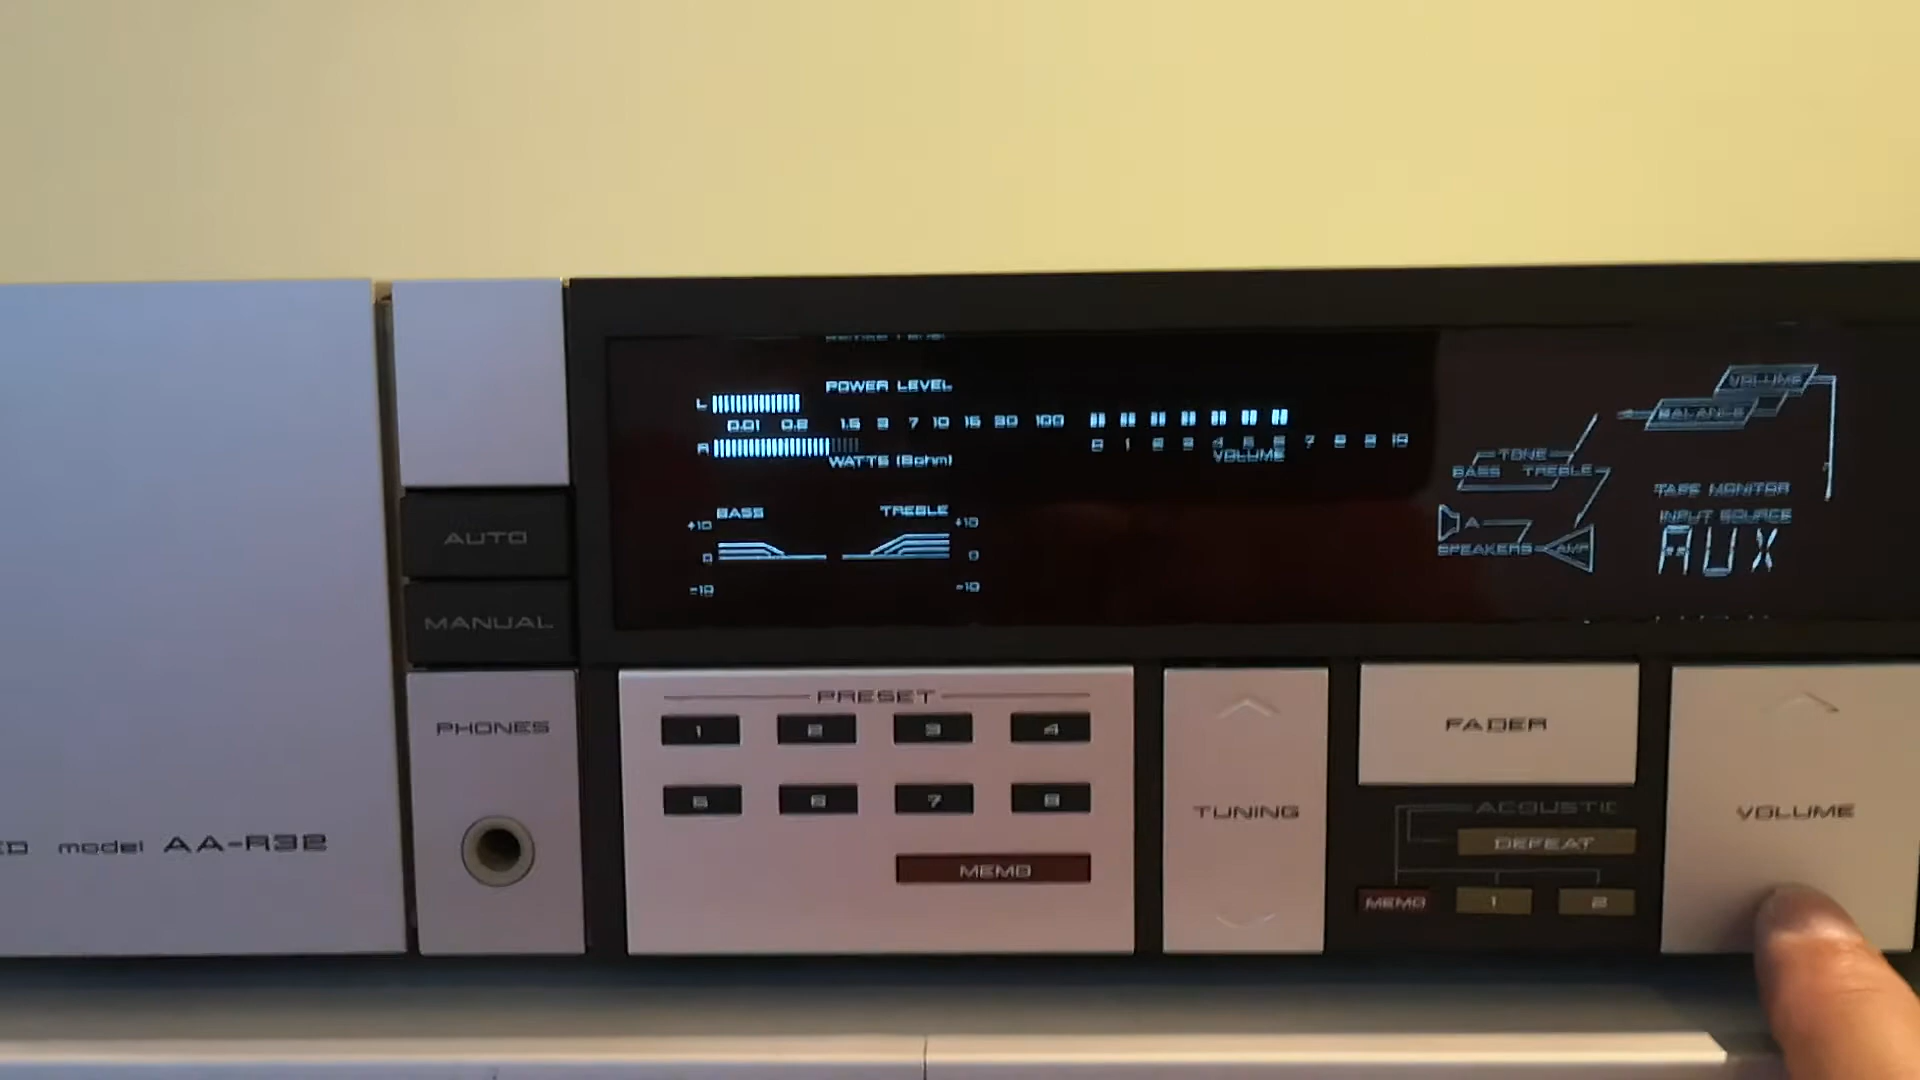 POWER LEVEL
L
0.01 0.2 1.5 3 7 10 15 30 100
R
WATTS (8ohm)
0 1 2 3 4 5 6 7 8 9 10
VOLUME
BASS TREBLE
+10 +10
0 0
-10 -10
VOLUME
BALANCE
TONE
BASS TREBLE
TAPE MONITOR
INPUT SOURCE
A
SPEAKERS AMP
AUX
AUTO
MANUAL
PHONES
model AA-R32
PRESET
1 2 3 4
5 6 7 8
MEMO
TUNING
FADER
ACOUSTIC
DEFEAT
MEMO 1 2
VOLUME